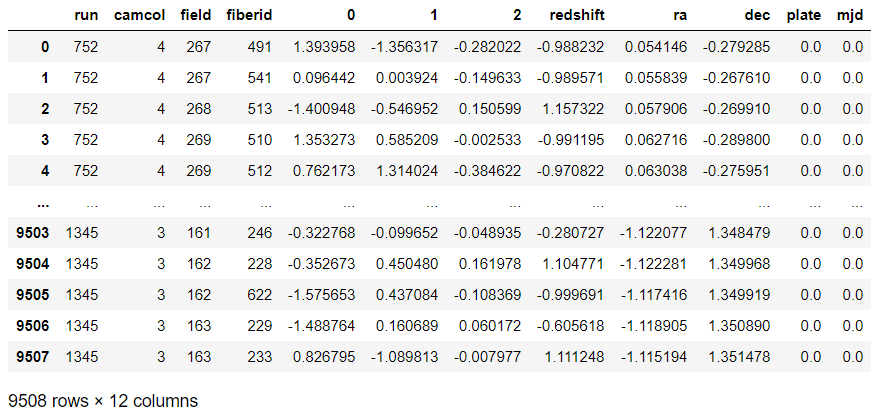 run camcol field fiberid 0 1 2 redshift ra dec plate mjd
0 752 4 267 491 1.393958 -1.356317 -0.282022 -0.988232 0.054146 -0.279285 0.0 0.0
1 752 4 267 541 0.096442 0.003924 -0.149633 -0.989571 0.055839 -0.267610 0.0 0.0
2 752 4 268 513 -1.400948 -0.546952 0.150599 1.157322 0.057906 -0.269910 0.0 0.0
3 752 4 269 510 1.353273 0.585209 -0.002533 -0.991195 0.062716 -0.289800 0.0 0.0
4 752 4 269 512 0.762173 1.314024 -0.384622 -0.970822 0.063038 -0.275951 0.0 0.0
... ... ... ... ... ... ... ... ... ... ... ... ...
9503 1345 3 161 246 -0.322768 -0.099652 -0.048935 -0.280727 -1.122077 1.348479 0.0 0.0
9504 1345 3 162 228 -0.352673 0.450480 0.161978 1.104771 -1.122281 1.349968 0.0 0.0
9505 1345 3 162 622 -1.575653 0.437084 -0.108369 -0.999691 -1.117416 1.349919 0.0 0.0
9506 1345 3 163 229 -1.488764 0.160689 0.060172 -0.605618 -1.118905 1.350890 0.0 0.0
9507 1345 3 163 233 0.826795 -1.089813 -0.007977 1.111248 -1.115194 1.351478 0.0 0.0
9508 rows × 12 columns